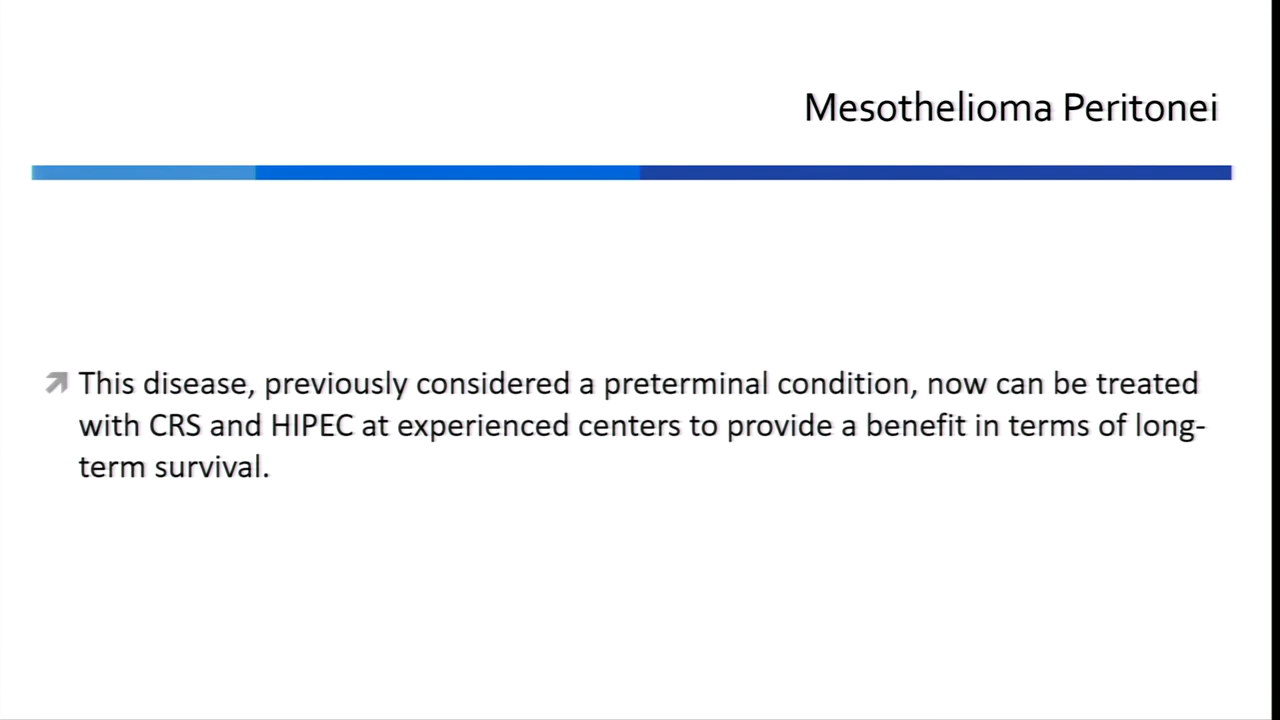 Mesothelioma Peritonei
This disease, previously considered a preterminal condition, now can be treated
with CRS and HIPEC at experienced centers to provide a benefit in terms of long-
term survival.